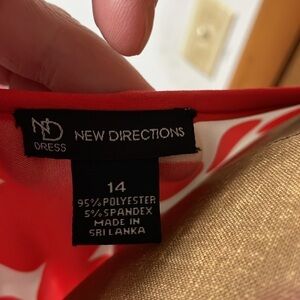 ND
DRESS
NEW DIRECTIONS
14
95% POLYESTER
5% SPANDEX
MADE IN
SRI LANKA